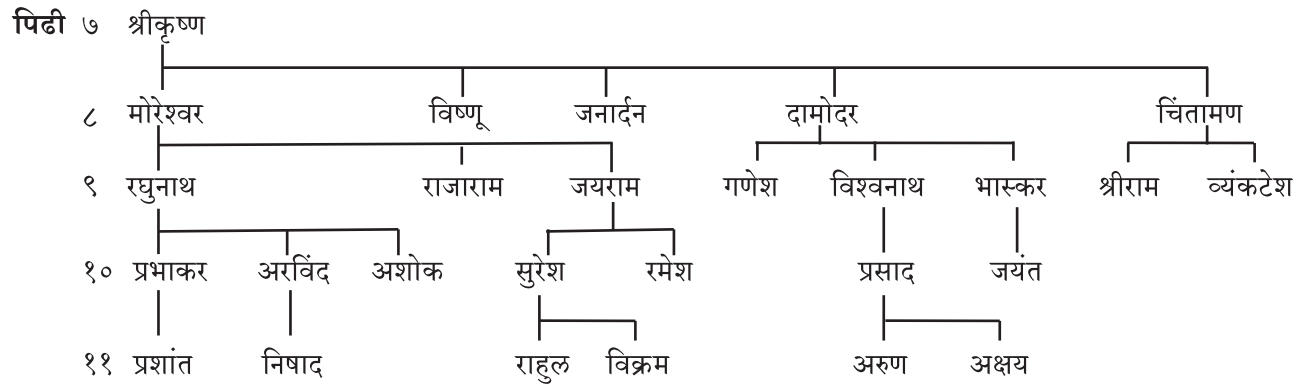 पिढी ७ श्रीकृष्ण
८ मोरेश्वर विष्णू जनार्दन दामोदर चिंतामण
९ रघुनाथ राजाराम जयराम गणेश विश्वनाथ भास्कर श्रीराम व्यंकटेश
१० प्रभाकर अरविंद अशोक सुरेश रमेश प्रसाद जयंत
११ प्रशांत निषाद राहुल विक्रम अरुण अक्षय